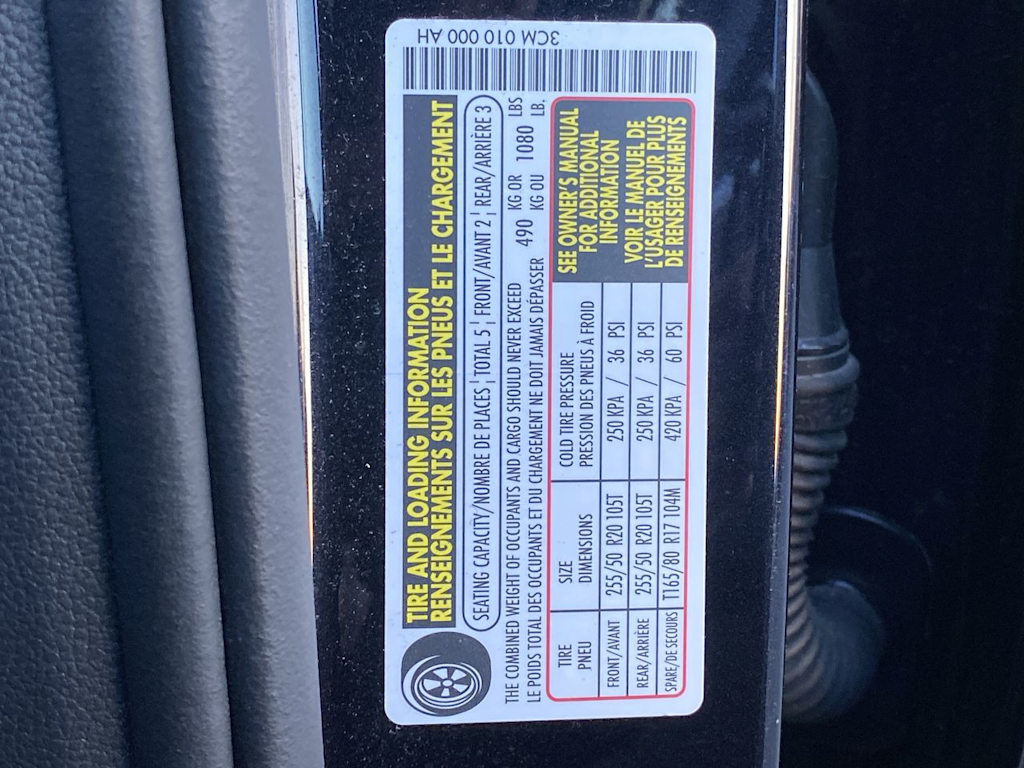 3CM 010 000 AH
TIRE AND LOADING INFORMATION
RENSEIGNEMENTS SUR LES PNEUS ET LE CHARGEMENT
SEATING CAPACITY/NOMBRE DE PLACES TOTAL 5 FRONT/AVANT 2 REAR/ARRIÈRE 3
THE COMBINED WEIGHT OF OCCUPANTS AND CARGO SHOULD NEVER EXCEED 490 KG OR 1080 LBS
LE POIDS TOTAL DES OCCUPANTS ET DU CHARGEMENT NE DOIT JAMAIS DÉPASSER KG OU LB.
TIRE SIZE COLD TIRE PRESSURE
PNEU DIMENSIONS PRESSION DES PNEUS À FROID
FRONT/AVANT 255/50 R20 105T 250 KPA / 36 PSI
REAR/ARRIÈRE 255/50 R20 105T 250 KPA / 36 PSI
SPARE/DE SECOURS T165/80 R17 104M 420 KPA / 60 PSI
SEE OWNER'S MANUAL
FOR ADDITIONAL
INFORMATION
VOIR LE MANUEL DE
L'USAGER POUR PLUS
DE RENSEIGNEMENTS